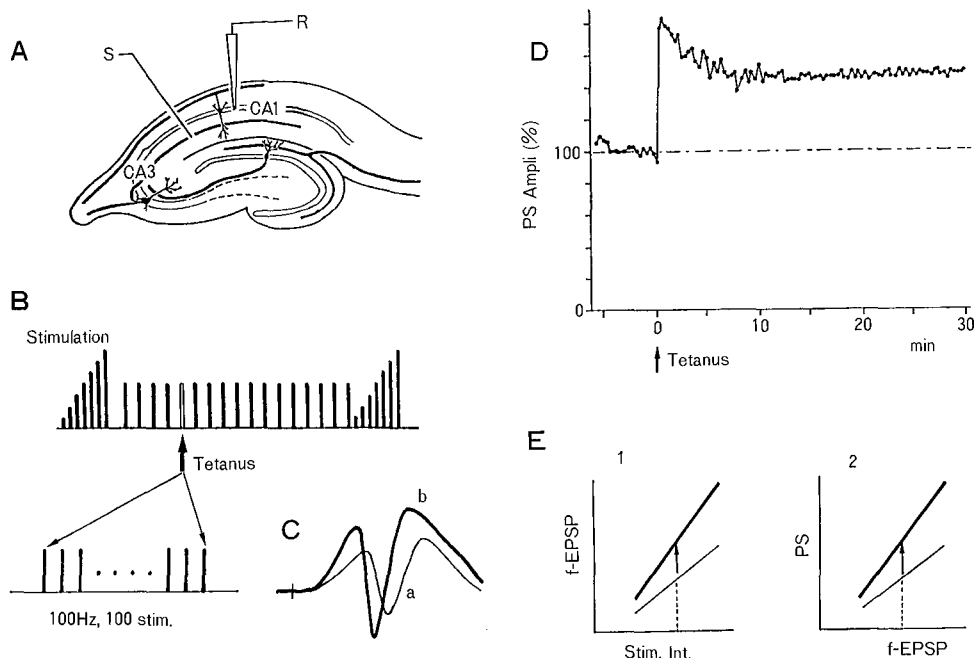 A
R
S
CA1
CA3
B
Stimulation
Tetanus
100Hz, 100 stim.
C
b
a
D
PS Ampli (%)
100
0
0
10
20
30
min
Tetanus
E
1
f-EPSP
Stim. Int.
2
PS
f-EPSP